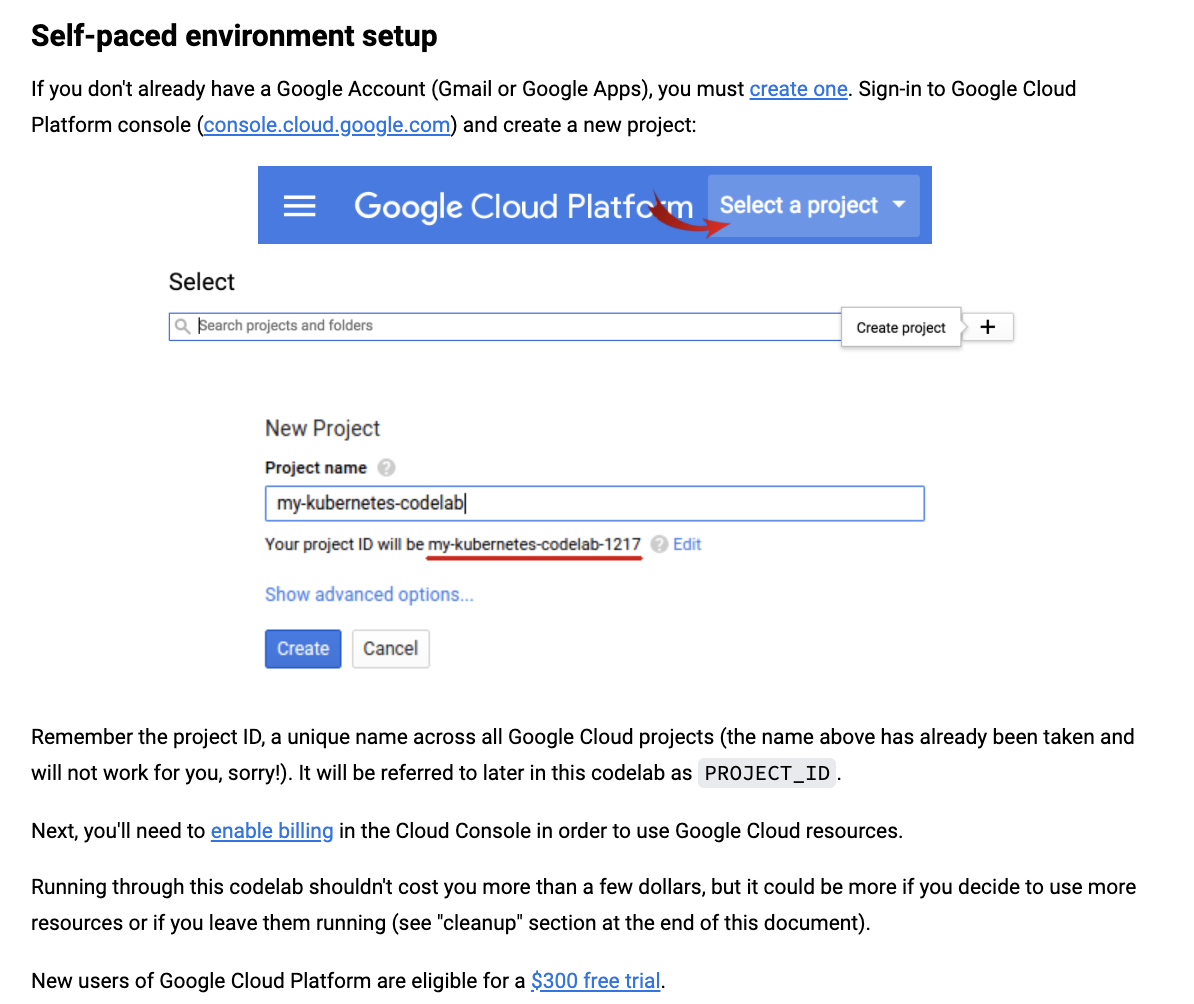 Self-paced environment setup
If you don't already have a Google Account (Gmail or Google Apps), you must create one. Sign-in to Google Cloud
Platform console (console.cloud.google.com) and create a new project:
Google Cloud Platform Select a project
Select
Search projects and folders Create project +
New Project
Project name ?
my-kubernetes-codelab
Your project ID will be my-kubernetes-codelab-1217 ? Edit
Show advanced options...
Create Cancel
Remember the project ID, a unique name across all Google Cloud projects (the name above has already been taken and
will not work for you, sorry!). It will be referred to later in this codelab as PROJECT_ID.
Next, you'll need to enable billing in the Cloud Console in order to use Google Cloud resources.
Running through this codelab shouldn't cost you more than a few dollars, but it could be more if you decide to use more
resources or if you leave them running (see "cleanup" section at the end of this document).
New users of Google Cloud Platform are eligible for a $300 free trial.